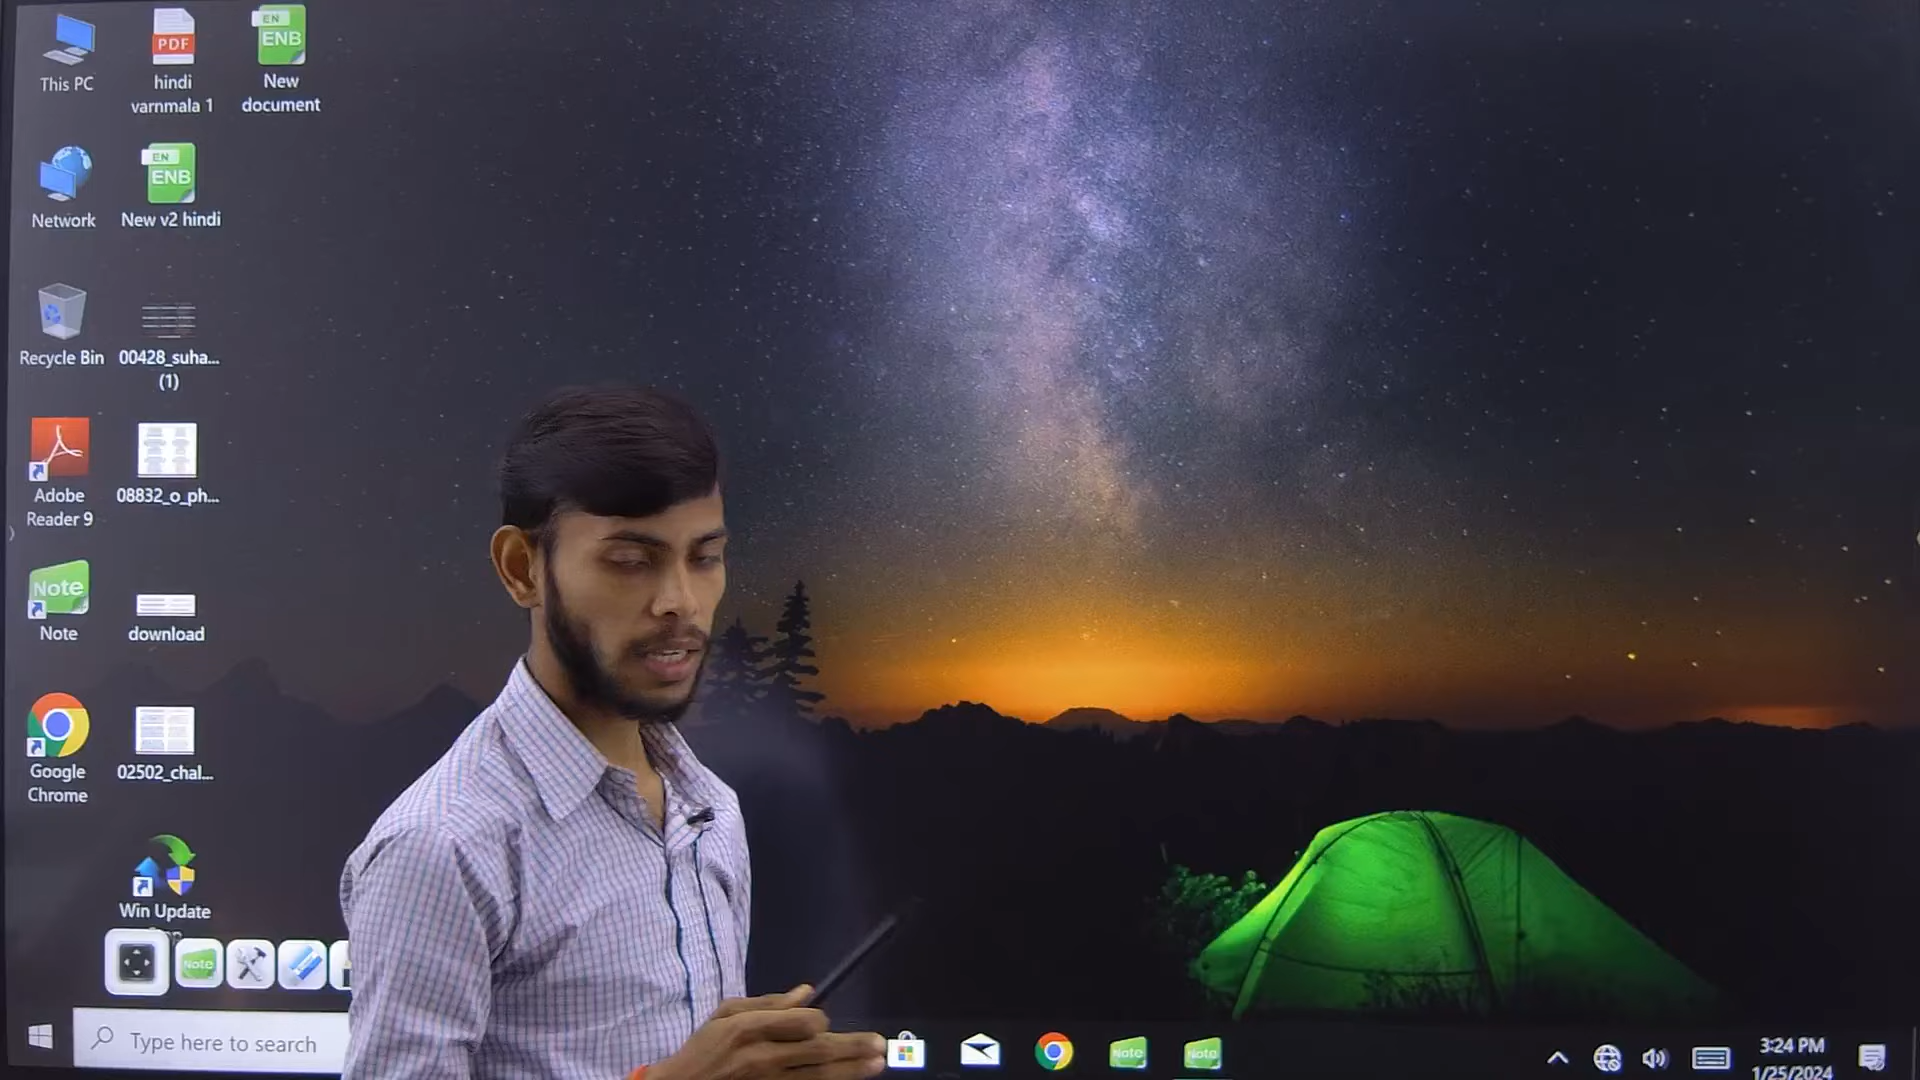 This PC
PDF
hindi
varnmala 1
EN
ENB
New
document
Network
EN
ENB
New v2 hindi
Recycle Bin
00428_suha...
(1)
Adobe
Reader 9
08832_o_ph...
Note
Note
download
Google
Chrome
02502_chal...
Win Update
Note
Type here to search
Note
Note
3:24 PM
1/25/2024